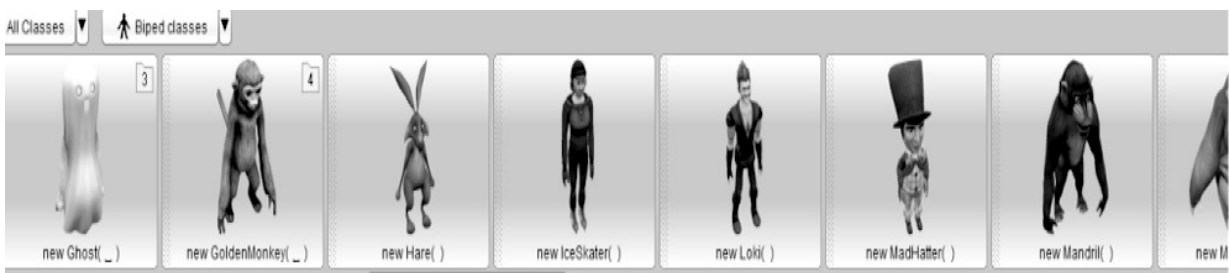 All Classes
Biped classes
3
4
new Ghost( _ )
new GoldenMonkey( _ )
new Hare( )
new IceSkater( )
new Loki( )
new MadHatter( )
new Mandril( )
new M